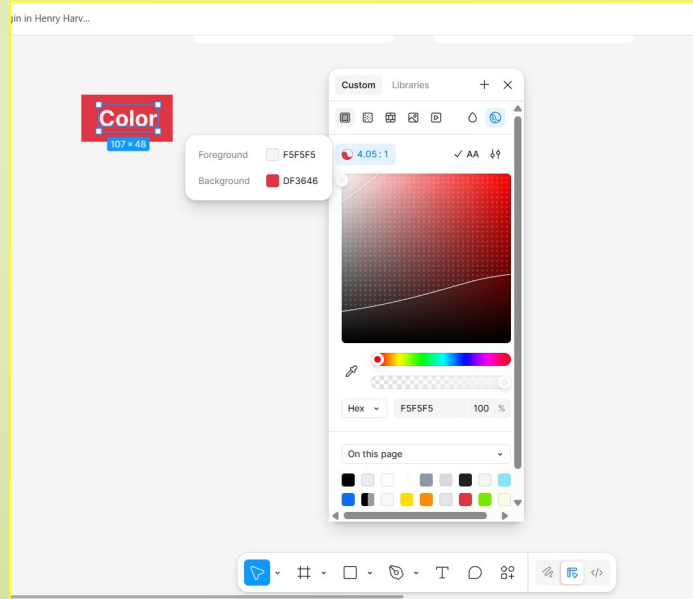 gin in Henry Harv...
Custom Libraries
Color
107 × 48
4.05 : 1 AA
Foreground F5F5F5
Background DF3646
Hex F5F5F5 100 %
On this page
T </>